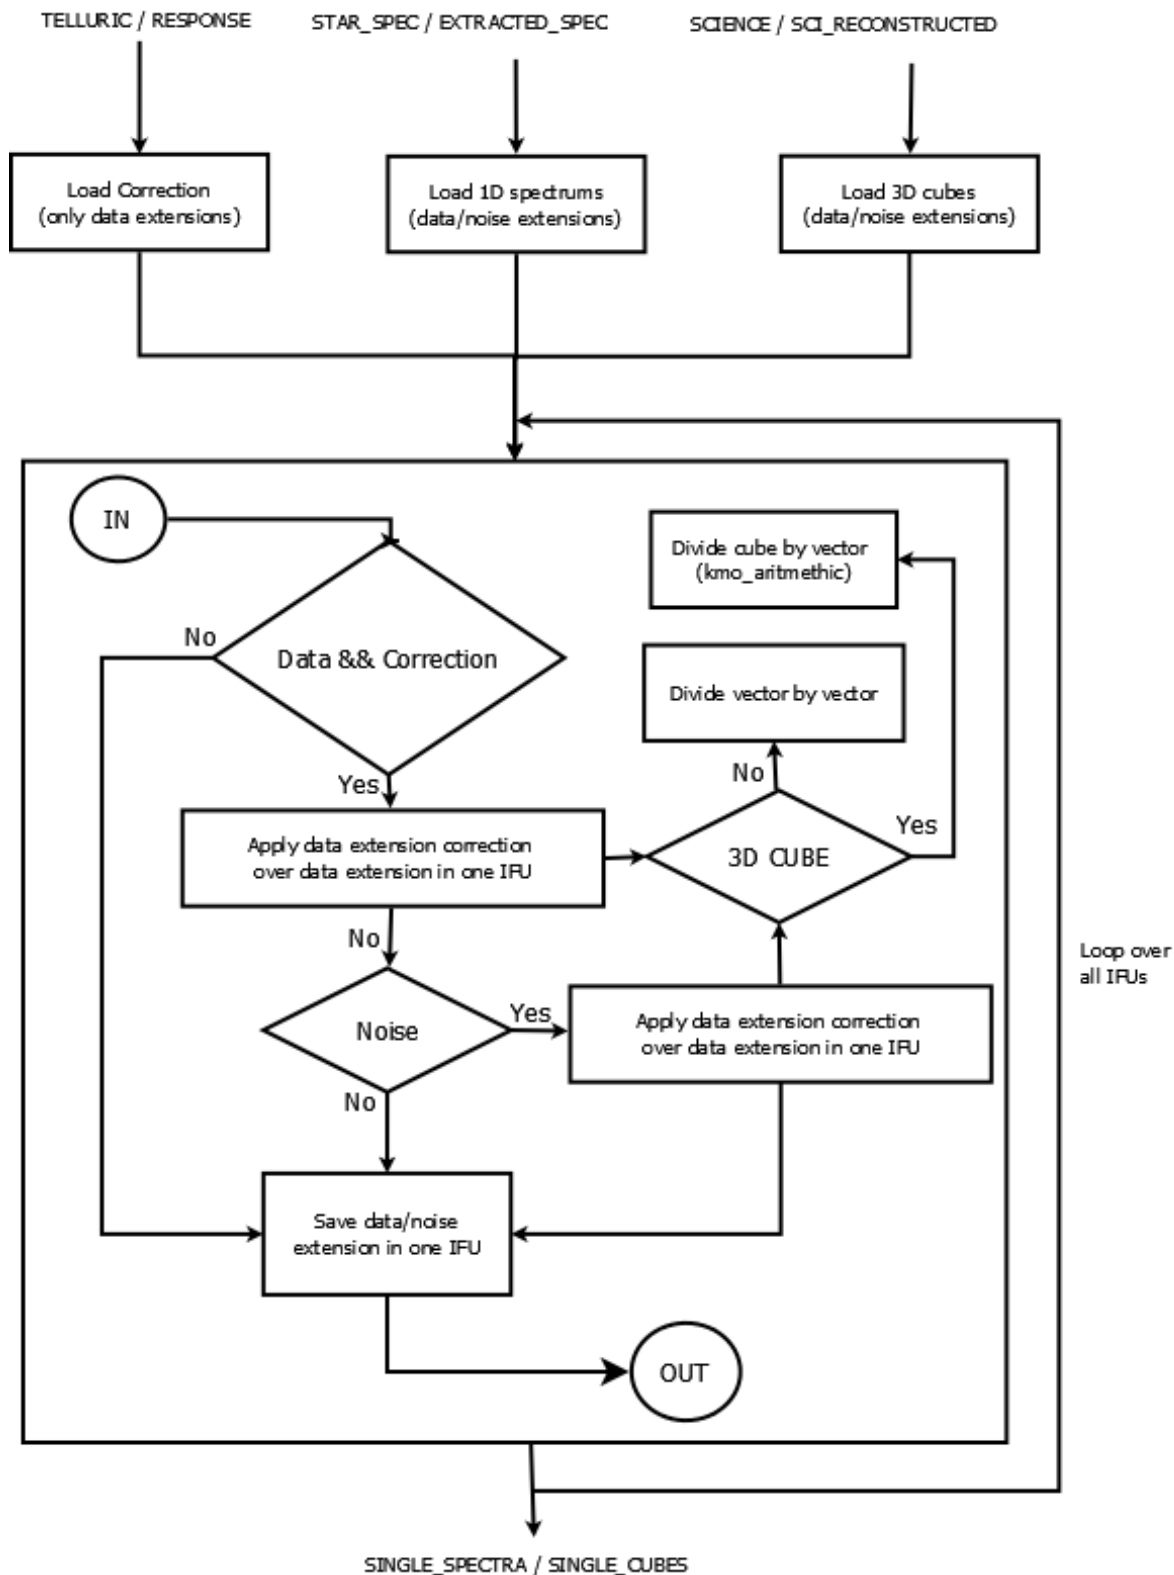 TELLURIC / RESPONSE
STAR_SPEC / EXTRACTED_SPEC
SCIENCE / SCI_RECONSTRUCTED
Load Correction
(only data extensions)
Load 1D spectrums
(data/noise extensions)
Load 3D cubes
(data/noise extensions)
IN
Divide cube by vector
(kmo_aritmethic)
No
Data && Correction
Divide vector by vector
Yes
No
Yes
Apply data extension correction
over data extension in one IFU
3D CUBE
No
Loop over
all IFUs
Noise
Yes
Apply data extension correction
over data extension in one IFU
No
Save data/noise
extension in one IFU
OUT
SINGLE_SPECTRA / SINGLE_CUBES